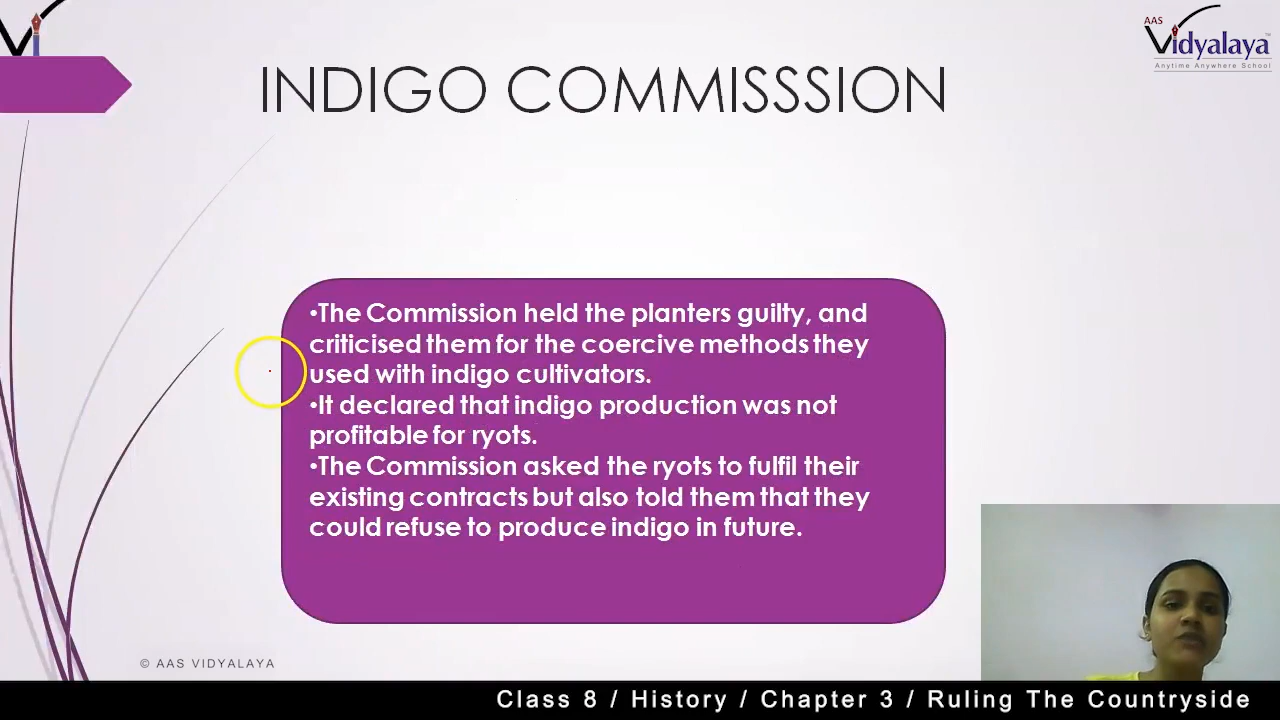 AAS
Vidyalaya
Anytime Anywhere School
INDIGO COMMISSSION
•The Commission held the planters guilty, and
criticised them for the coercive methods they
used with indigo cultivators.
•It declared that indigo production was not
profitable for ryots.
•The Commission asked the ryots to fulfil their
existing contracts but also told them that they
could refuse to produce indigo in future.
© AAS VIDYALAYA
Class 8 / History / Chapter 3 / Ruling The Countryside